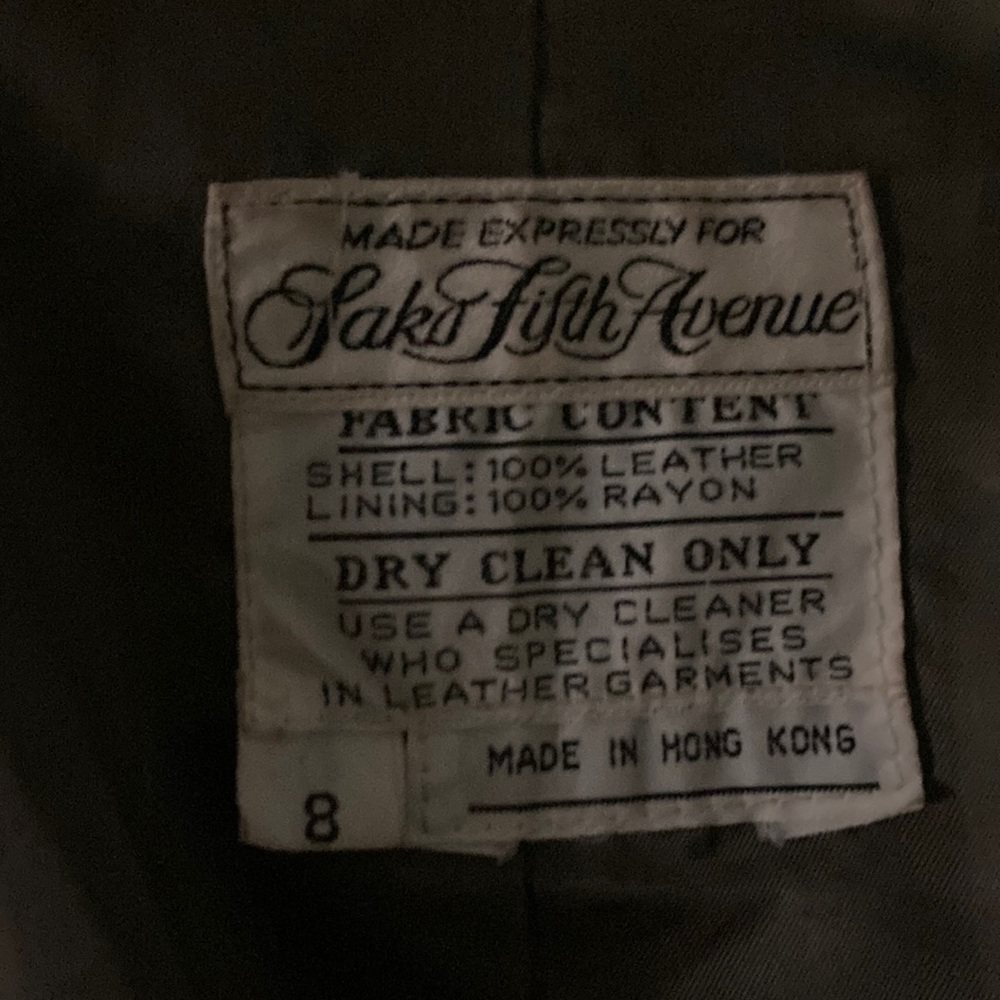 MADE EXPRESSLY FOR
Saks Fifth Avenue
FABRIC CONTENT
SHELL: 100% LEATHER
LINING: 100% RAYON
DRY CLEAN ONLY
USE A DRY CLEANER
WHO SPECIALISES
IN LEATHER GARMENTS
MADE IN HONG KONG
8